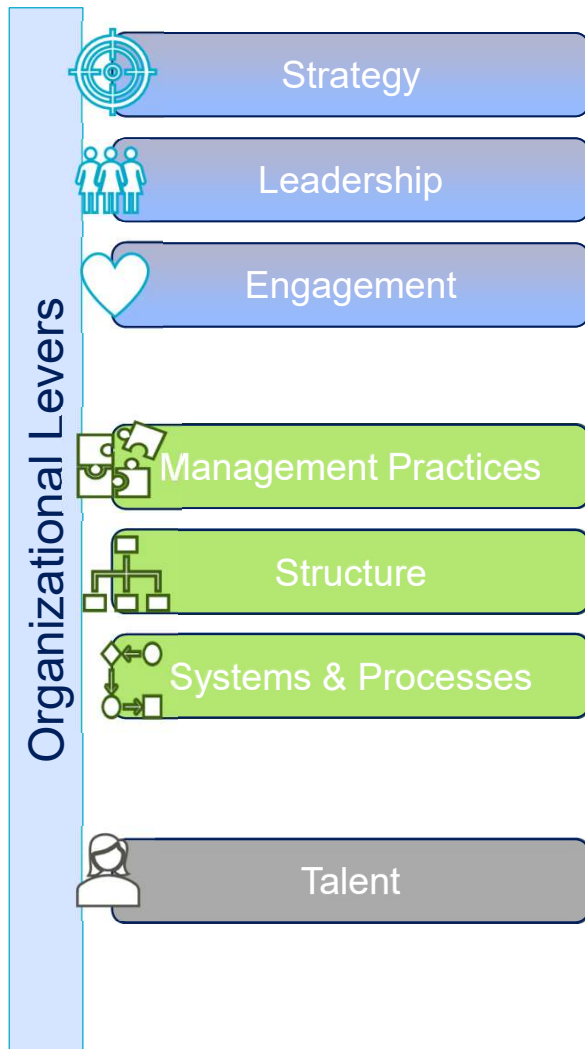 Organizational Levers
Strategy
Leadership
Engagement
Management Practices
Structure
Systems & Processes
Talent